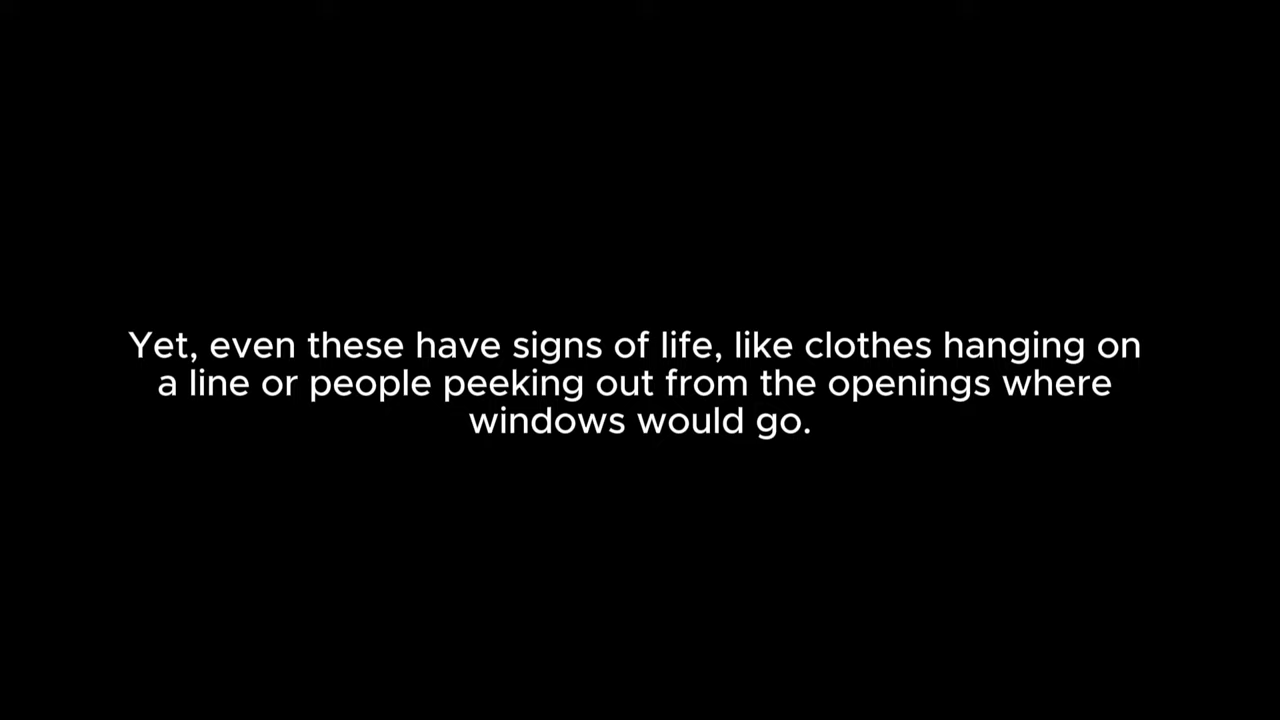 Yet, even these have signs of life, like clothes hanging on
a line or people peeking out from the openings where
windows would go.